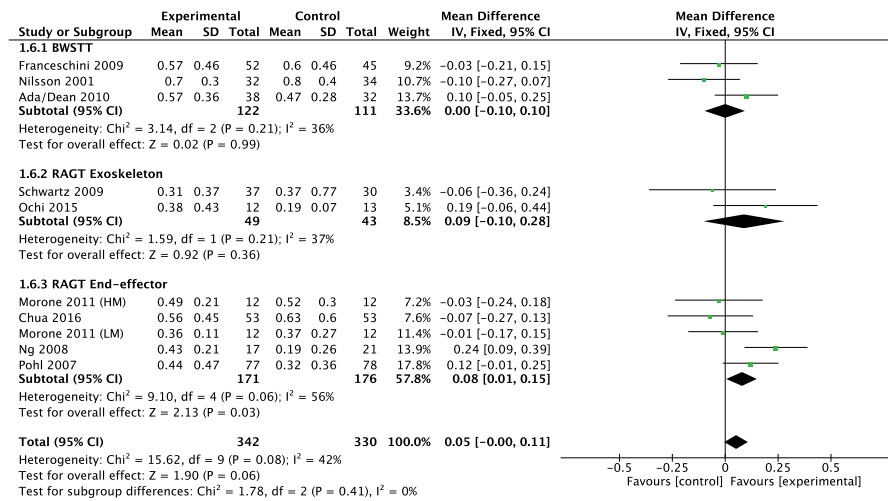 Experimental Control Mean Difference Mean Difference
Study or Subgroup Mean SD Total Mean SD Total Weight IV, Fixed, 95% CI IV, Fixed, 95% CI
1.6.1 BWSTT
Franceschini 2009 0.57 0.46 52 0.6 0.46 45 9.2% -0.03 [-0.21, 0.15]
Nilsson 2001 0.7 0.3 32 0.8 0.4 34 10.7% -0.10 [-0.27, 0.07]
Ada/Dean 2010 0.57 0.36 38 0.47 0.28 32 13.7% 0.10 [-0.05, 0.25]
Subtotal (95% CI) 122 111 33.6% 0.00 [-0.10, 0.10]
Heterogeneity: Chi² = 3.14, df = 2 (P = 0.21); I² = 36%
Test for overall effect: Z = 0.02 (P = 0.99)
1.6.2 RAGT Exoskeleton
Schwartz 2009 0.31 0.37 37 0.37 0.77 30 3.4% -0.06 [-0.36, 0.24]
Ochi 2015 0.38 0.43 12 0.19 0.07 13 5.1% 0.19 [-0.06, 0.44]
Subtotal (95% CI) 49 43 8.5% 0.09 [-0.10, 0.28]
Heterogeneity: Chi² = 1.59, df = 1 (P = 0.21); I² = 37%
Test for overall effect: Z = 0.92 (P = 0.36)
1.6.3 RAGT End-effector
Morone 2011 (HM) 0.49 0.21 12 0.52 0.3 12 7.2% -0.03 [-0.24, 0.18]
Chua 2016 0.56 0.45 53 0.63 0.6 53 7.6% -0.07 [-0.27, 0.13]
Morone 2011 (LM) 0.36 0.11 12 0.37 0.27 12 11.4% -0.01 [-0.17, 0.15]
Ng 2008 0.43 0.21 17 0.19 0.26 21 13.9% 0.24 [0.09, 0.39]
Pohl 2007 0.44 0.47 77 0.32 0.36 78 17.8% 0.12 [-0.01, 0.25]
Subtotal (95% CI) 171 176 57.8% 0.08 [0.01, 0.15]
Heterogeneity: Chi² = 9.10, df = 4 (P = 0.06); I² = 56%
Test for overall effect: Z = 2.13 (P = 0.03)
Total (95% CI) 342 330 100.0% 0.05 [-0.00, 0.11]
Heterogeneity: Chi² = 15.62, df = 9 (P = 0.08); I² = 42%
Test for overall effect: Z = 1.90 (P = 0.06)
Test for subgroup differences: Chi² = 1.78, df = 2 (P = 0.41), I² = 0%
-0.5 -0.25 0 0.25 0.5
Favours [control] Favours [experimental]